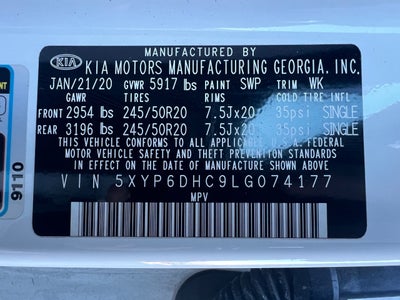 MANUFACTURED BY
KIA KIA MOTORS MANUFACTURING GEORGIA. INC.
JAN/21/20 GVWR 5917 lbs PAINT SWP TRIM WK
GAWR TIRES RIMS COLD TIRE INFL
FRONT 2954 lbs 245/50R20 7.5Jx20 35psi SINGLE
REAR 3196 lbs 245/50R20 7.5Jx20 35psi SINGLE
THIS VEHICLE CONFORMS TO ALL APPLICABLE U.S.A FEDERAL
MOTOR VEHICLE SAFETY AND THEFT PREVENTION STANDARDS
IN EFFECT ON THE DATE OF MANUFACTURE SHOWN ABOVE
VIN 5XYP6DHC9LG074177
MPV
9110